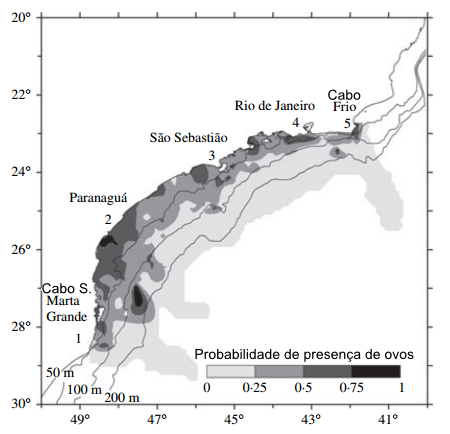 20°
22°
24°
26°
28°
30°
Cabo
Frio
5
Rio de Janeiro
4
São Sebastião
3
Paranaguá
2
Cabo S.
Marta
Grande
1
50 m
100 m
200 m
Probabilidade de presença de ovos
0 0·25 0·5 0·75 1
49° 47° 45° 43° 41°